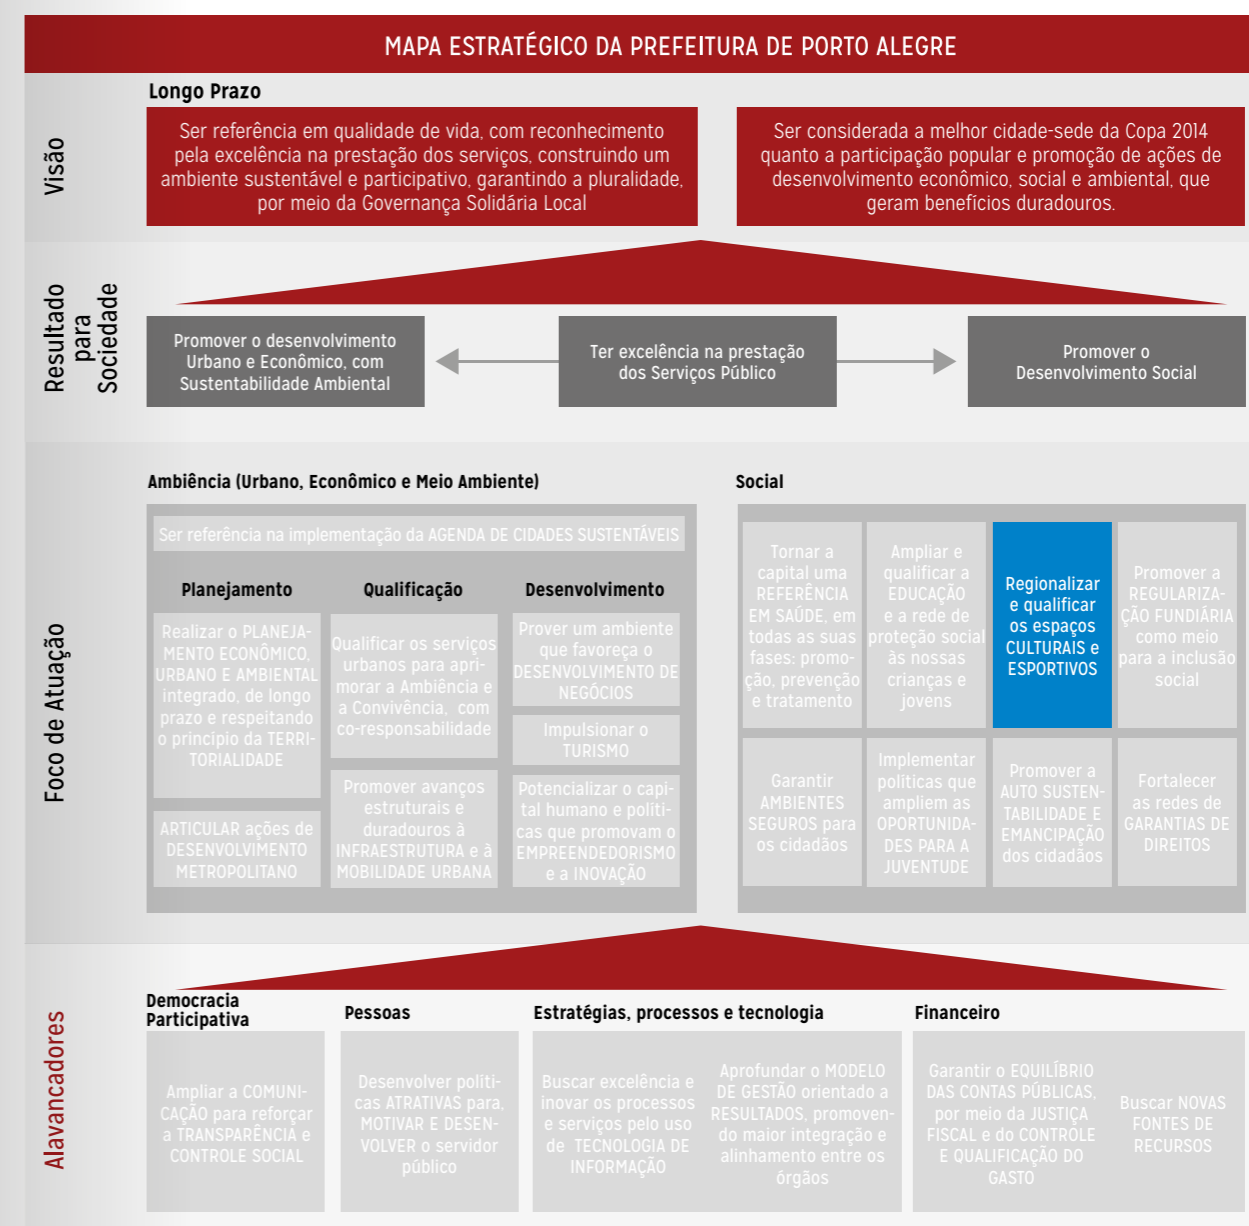 MAPA ESTRATÉGICO DA PREFEITURA DE PORTO ALEGRE
Visão
Longo Prazo
Ser referência em qualidade de vida, com reconhecimento
pela excelência na prestação dos serviços, construindo um
ambiente sustentável e participativo, garantindo a pluralidade,
por meio da Governança Solidária Local
Ser considerada a melhor cidade-sede da Copa 2014
quanto a participação popular e promoção de ações de
desenvolvimento econômico, social e ambiental, que
geram benefícios duradouros.
Resultado
para
Sociedade
Promover o desenvolvimento
Urbano e Econômico, com
Sustentabilidade Ambiental
Ter excelência na prestação
dos Serviços Público
Promover o
Desenvolvimento Social
Foco de Atuação
Ambiência (Urbano, Econômico e Meio Ambiente)
Ser referência na implementação da AGENDA DE CIDADES SUSTENTÁVEIS
Planejamento
Realizar o PLANEJA-
MENTO ECONÔMICO,
URBANO E AMBIENTAL
integrado, de longo
prazo e respeitando
o principio da TERRI-
TORIALIDADE
ARTICULAR ações de
DESENVOLVIMENTO
METROPOLITANO
Qualificação
Qualificar os serviços
urbanos para apri-
morar a Ambiência e
a Convivência, com
co-responsabilidade
Promover avanços
estruturais e
duradouros à
INFRAESTRUTURA e à
MOBILIDADE URBANA
Desenvolvimento
Prover um ambiente
que favoreça o
DESENVOLVIMENTO DE
NEGÓCIOS
Impulsionar o
TURISMO
Potencializar o capi-
tal humano e políti-
cas que promovam o
EMPREENDEDORISMO
e a INOVAÇÃO
Social
Tornar a
capital uma
REFERÊNCIA
EM SAÚDE, em
todas as suas
fases: promo-
ção, prevenção
e tratamento
Ampliar e
qualificar a
EDUCAÇÃO
e a rede de
proteção social
às nossas
crianças e
jovens
Regionalizar
e qualificar
os espaços
CULTURAIS e
ESPORTIVOS
Promover a
REGULARIZA-
ÇÃO FUNDIÁRIA
como meio
para a inclusão
social
Garantir
AMBIENTES
SEGUROS para
os cidadãos
Implementar
políticas que
ampliem as
OPORTUNIDA-
DES PARA A
JUVENTUDE
Promover a
AUTO SUSTEN-
TABILIDADE E
EMANCIPAÇÃO
dos cidadãos
Fortalecer
as redes de
GARANTIAS DE
DIREITOS
Alavancadores
Democracia
Participativa
Ampliar a COMUNI-
CAÇÃO para reforçar
a TRANSPARÊNCIA e
CONTROLE SOCIAL
Pessoas
Desenvolver políti-
cas ATRATIVAS para,
MOTIVAR E DESEN-
VOLVER o servidor
público
Estratégias, processos e tecnologia
Buscar excelência e
inovar os processos
e serviços pelo uso
de TECNOLOGIA DE
INFORMAÇÃO
Aprofundar o MODELO
DE GESTÃO orientado a
RESULTADOS, promoven-
do maior integração e
alinhamento entre os
órgãos
Financeiro
Garantir o EQUILÍBRIO
DAS CONTAS PÚBLICAS,
por meio da JUSTIÇA
FISCAL e do CONTROLE
E QUALIFICAÇÃO DO
GASTO
Buscar NOVAS
FONTES DE
RECURSOS